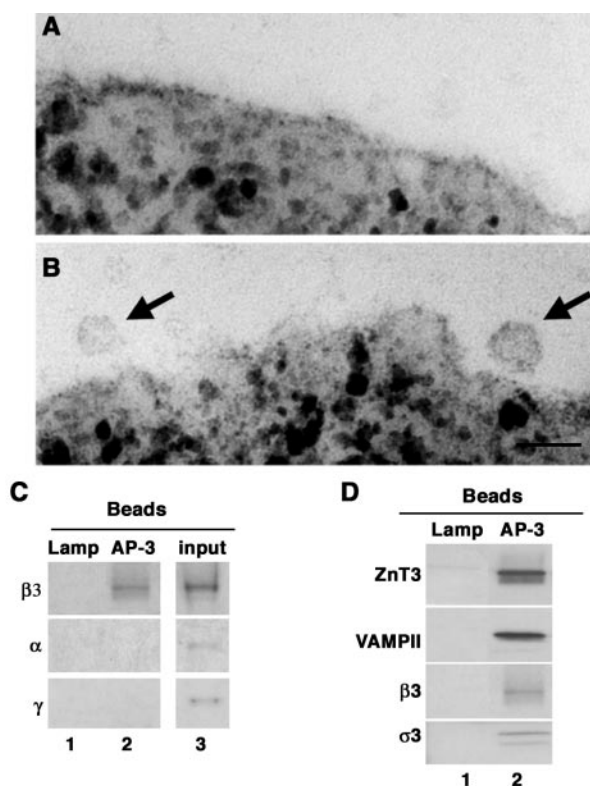 A
B
C
Beads
Lamp AP-3 input
β3
α
γ
1 2 3
D
Beads
Lamp AP-3
ZnT3
VAMPII
β3
σ3
1 2